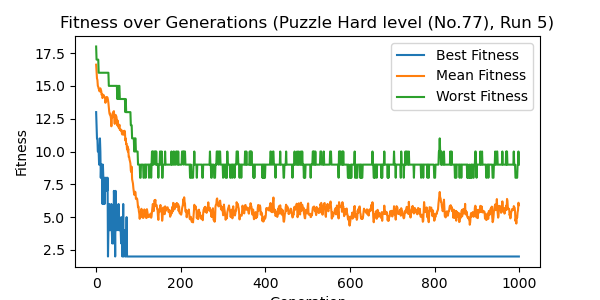 Fitness over Generations (Puzzle Hard level (No.77), Run 5)
Fitness
17.5
15.0
12.5
10.0
7.5
5.0
2.5
Best Fitness
Mean Fitness
Worst Fitness
0
200
400
600
800
1000
Generation